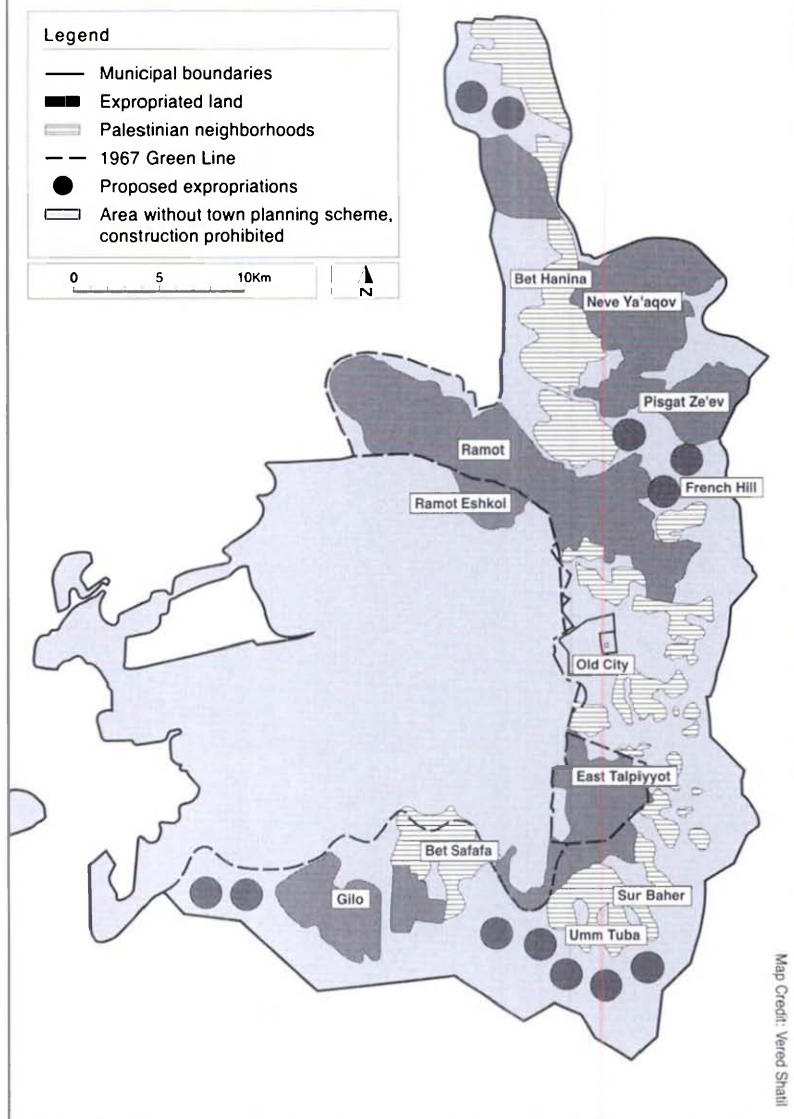 Legend
Municipal boundaries
Expropriated land
Palestinian neighborhoods
1967 Green Line
Proposed expropriations
Area without town planning scheme,
construction prohibited
0 5 10Km
N
Bet Hanina
Neve Ya'aqov
Pisgat Ze'ev
Ramot
French Hill
Ramot Eshkol
Old City
East Talpiyyot
Bet Safafa
Gilo
Sur Baher
Umm Tuba
Map Credit: Vered Shatil